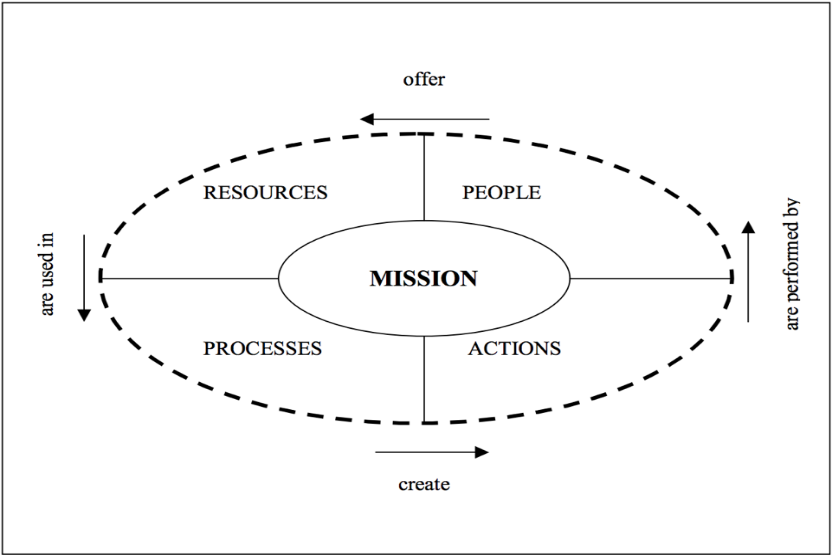 offer
RESOURCES
PEOPLE
are used in
are performed by
MISSION
PROCESSES
ACTIONS
create